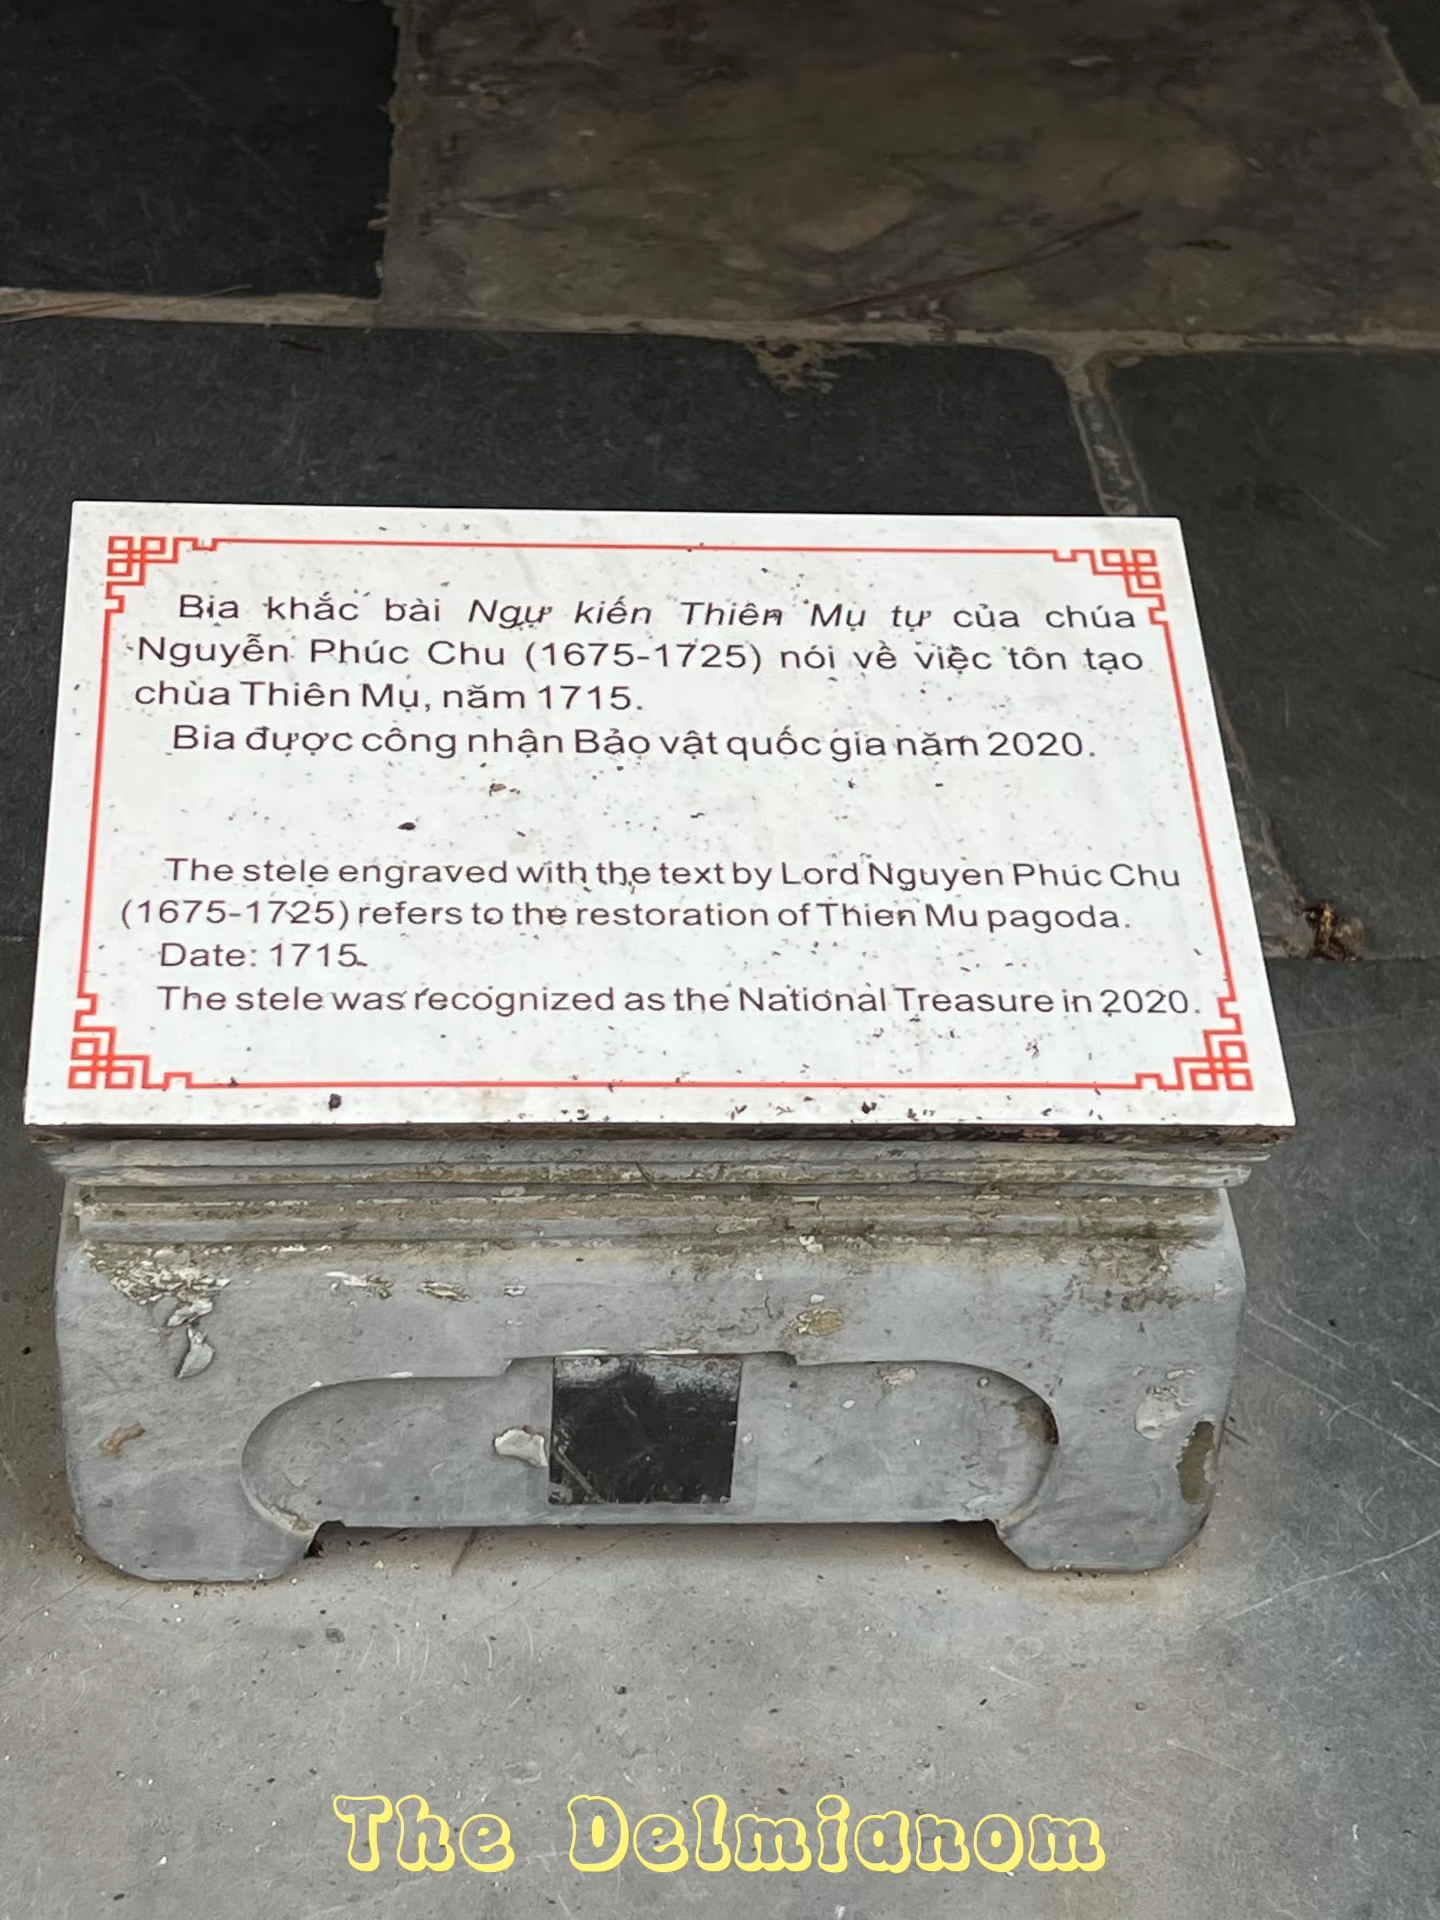 Bia khắc bài Ngự kiến Thiên Mụ tự của chúa
Nguyễn Phúc Chu (1675-1725) nói về việc tôn tạo
chùa Thiên Mụ, năm 1715.
Bia được công nhận Bảo vật quốc gia năm 2020.
The stele engraved with the text by Lord Nguyen Phuc Chu
(1675-1725) refers to the restoration of Thien Mu pagoda.
Date: 1715.
The stele was recognized as the National Treasure in 2020.
The Delmianom